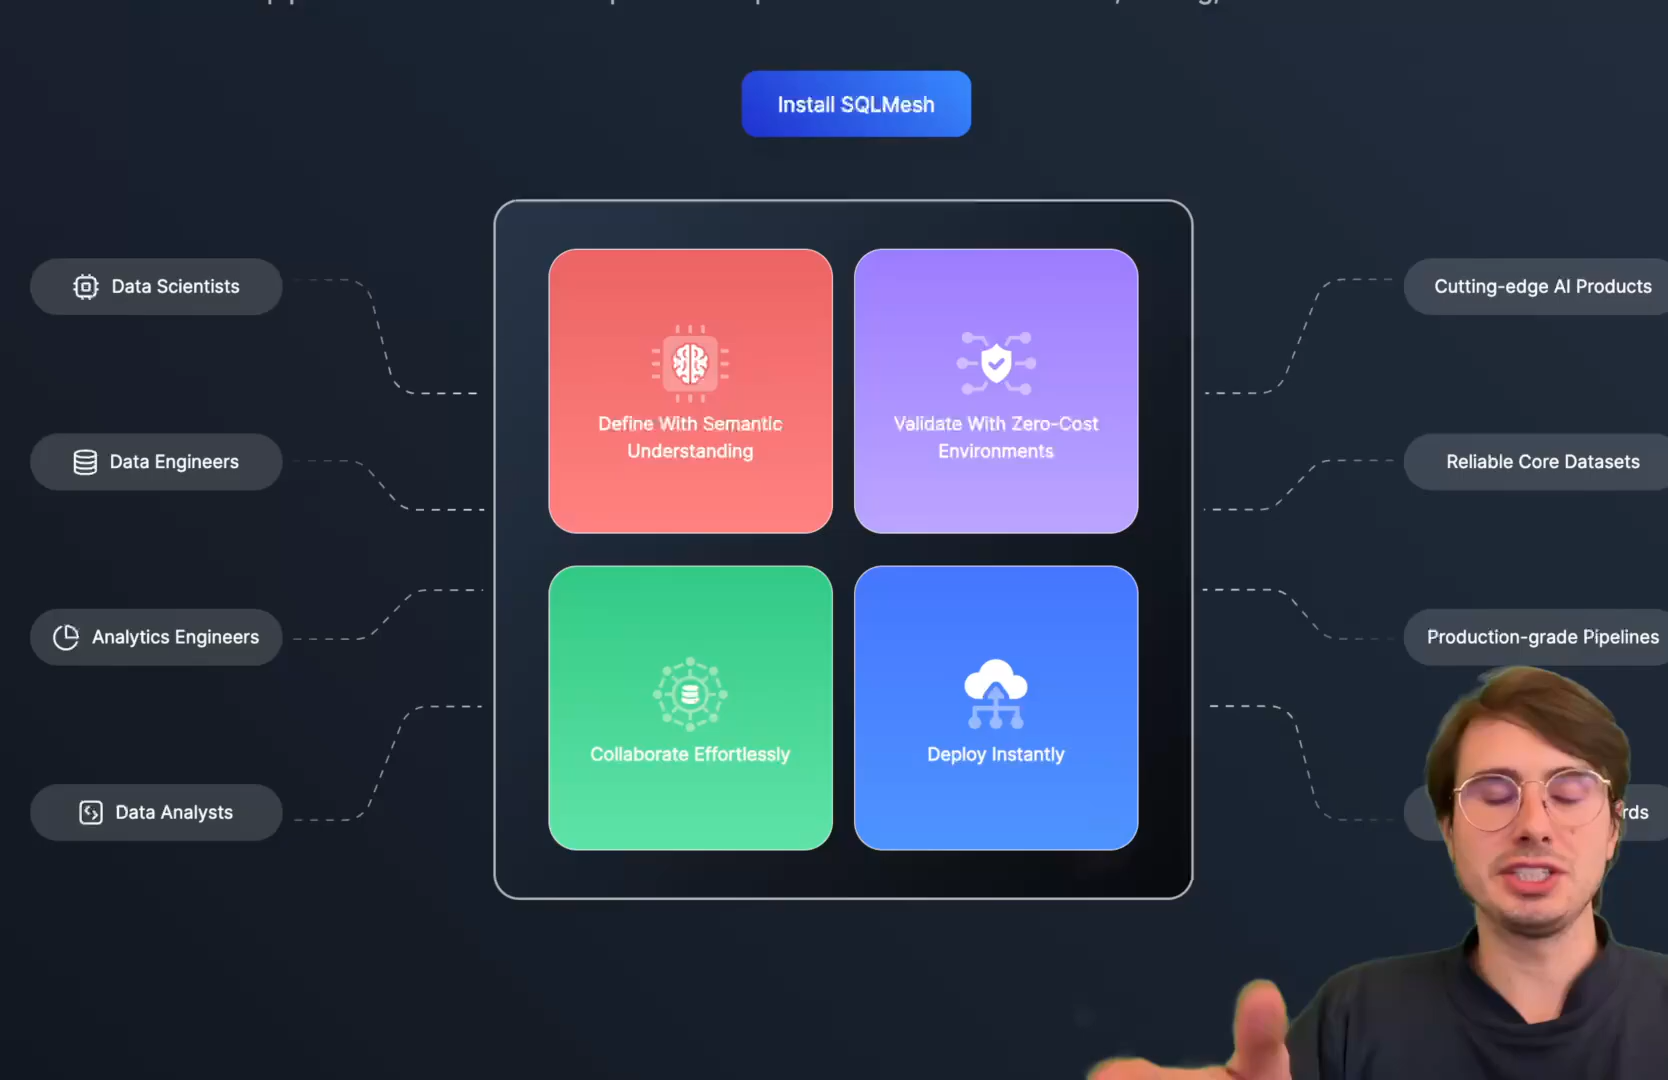 Install SQLMesh
Data Scientists
Data Engineers
Analytics Engineers
Data Analysts
Define With Semantic
Understanding
Validate With Zero-Cost
Environments
Collaborate Effortlessly
Deploy Instantly
Cutting-edge AI Products
Reliable Core Datasets
Production-grade Pipelines